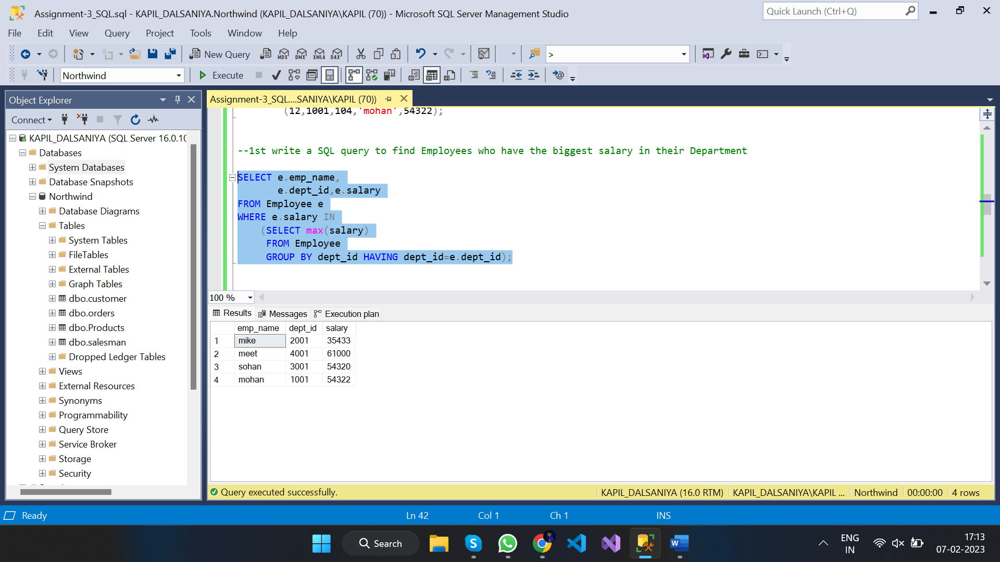 Assignment-3_SQL.sql - KAPIL_DALSANIYA.Northwind (KAPIL_DALSANIYA\KAPIL (70)) - Microsoft SQL Server Management Studio
Quick Launch (Ctrl+Q)
File Edit View Query Project Tools Window Help
New Query MDX DMX XMLA DAX >
Northwind Execute
Object Explorer
Connect
KAPIL_DALSANIYA (SQL Server 16.0.10
Databases
System Databases
Database Snapshots
Northwind
Database Diagrams
Tables
System Tables
FileTables
External Tables
Graph Tables
dbo.customer
dbo.orders
dbo.Products
dbo.salesman
Dropped Ledger Tables
Views
External Resources
Synonyms
Programmability
Query Store
Service Broker
Storage
Security
Assignment-3_SQL....SANIYA\KAPIL (70))
(12,1001,104,'mohan',54322);
--1st write a SQL query to find Employees who have the biggest salary in their Department
SELECT e.emp_name,
e.dept_id,e.salary
FROM Employee e
WHERE e.salary IN
(SELECT max(salary)
FROM Employee
GROUP BY dept_id HAVING dept_id=e.dept_id);
100 %
Results Messages Execution plan
emp_name dept_id salary
1 mike 2001 35433
2 meet 4001 61000
3 sohan 3001 54320
4 mohan 1001 54322
Query executed successfully. KAPIL_DALSANIYA (16.0 RTM) KAPIL_DALSANIYA\KAPIL ... Northwind 00:00:00 4 rows
Ready Ln 42 Col 1 Ch 1 INS
Search
ENG
IN
17:13
07-02-2023